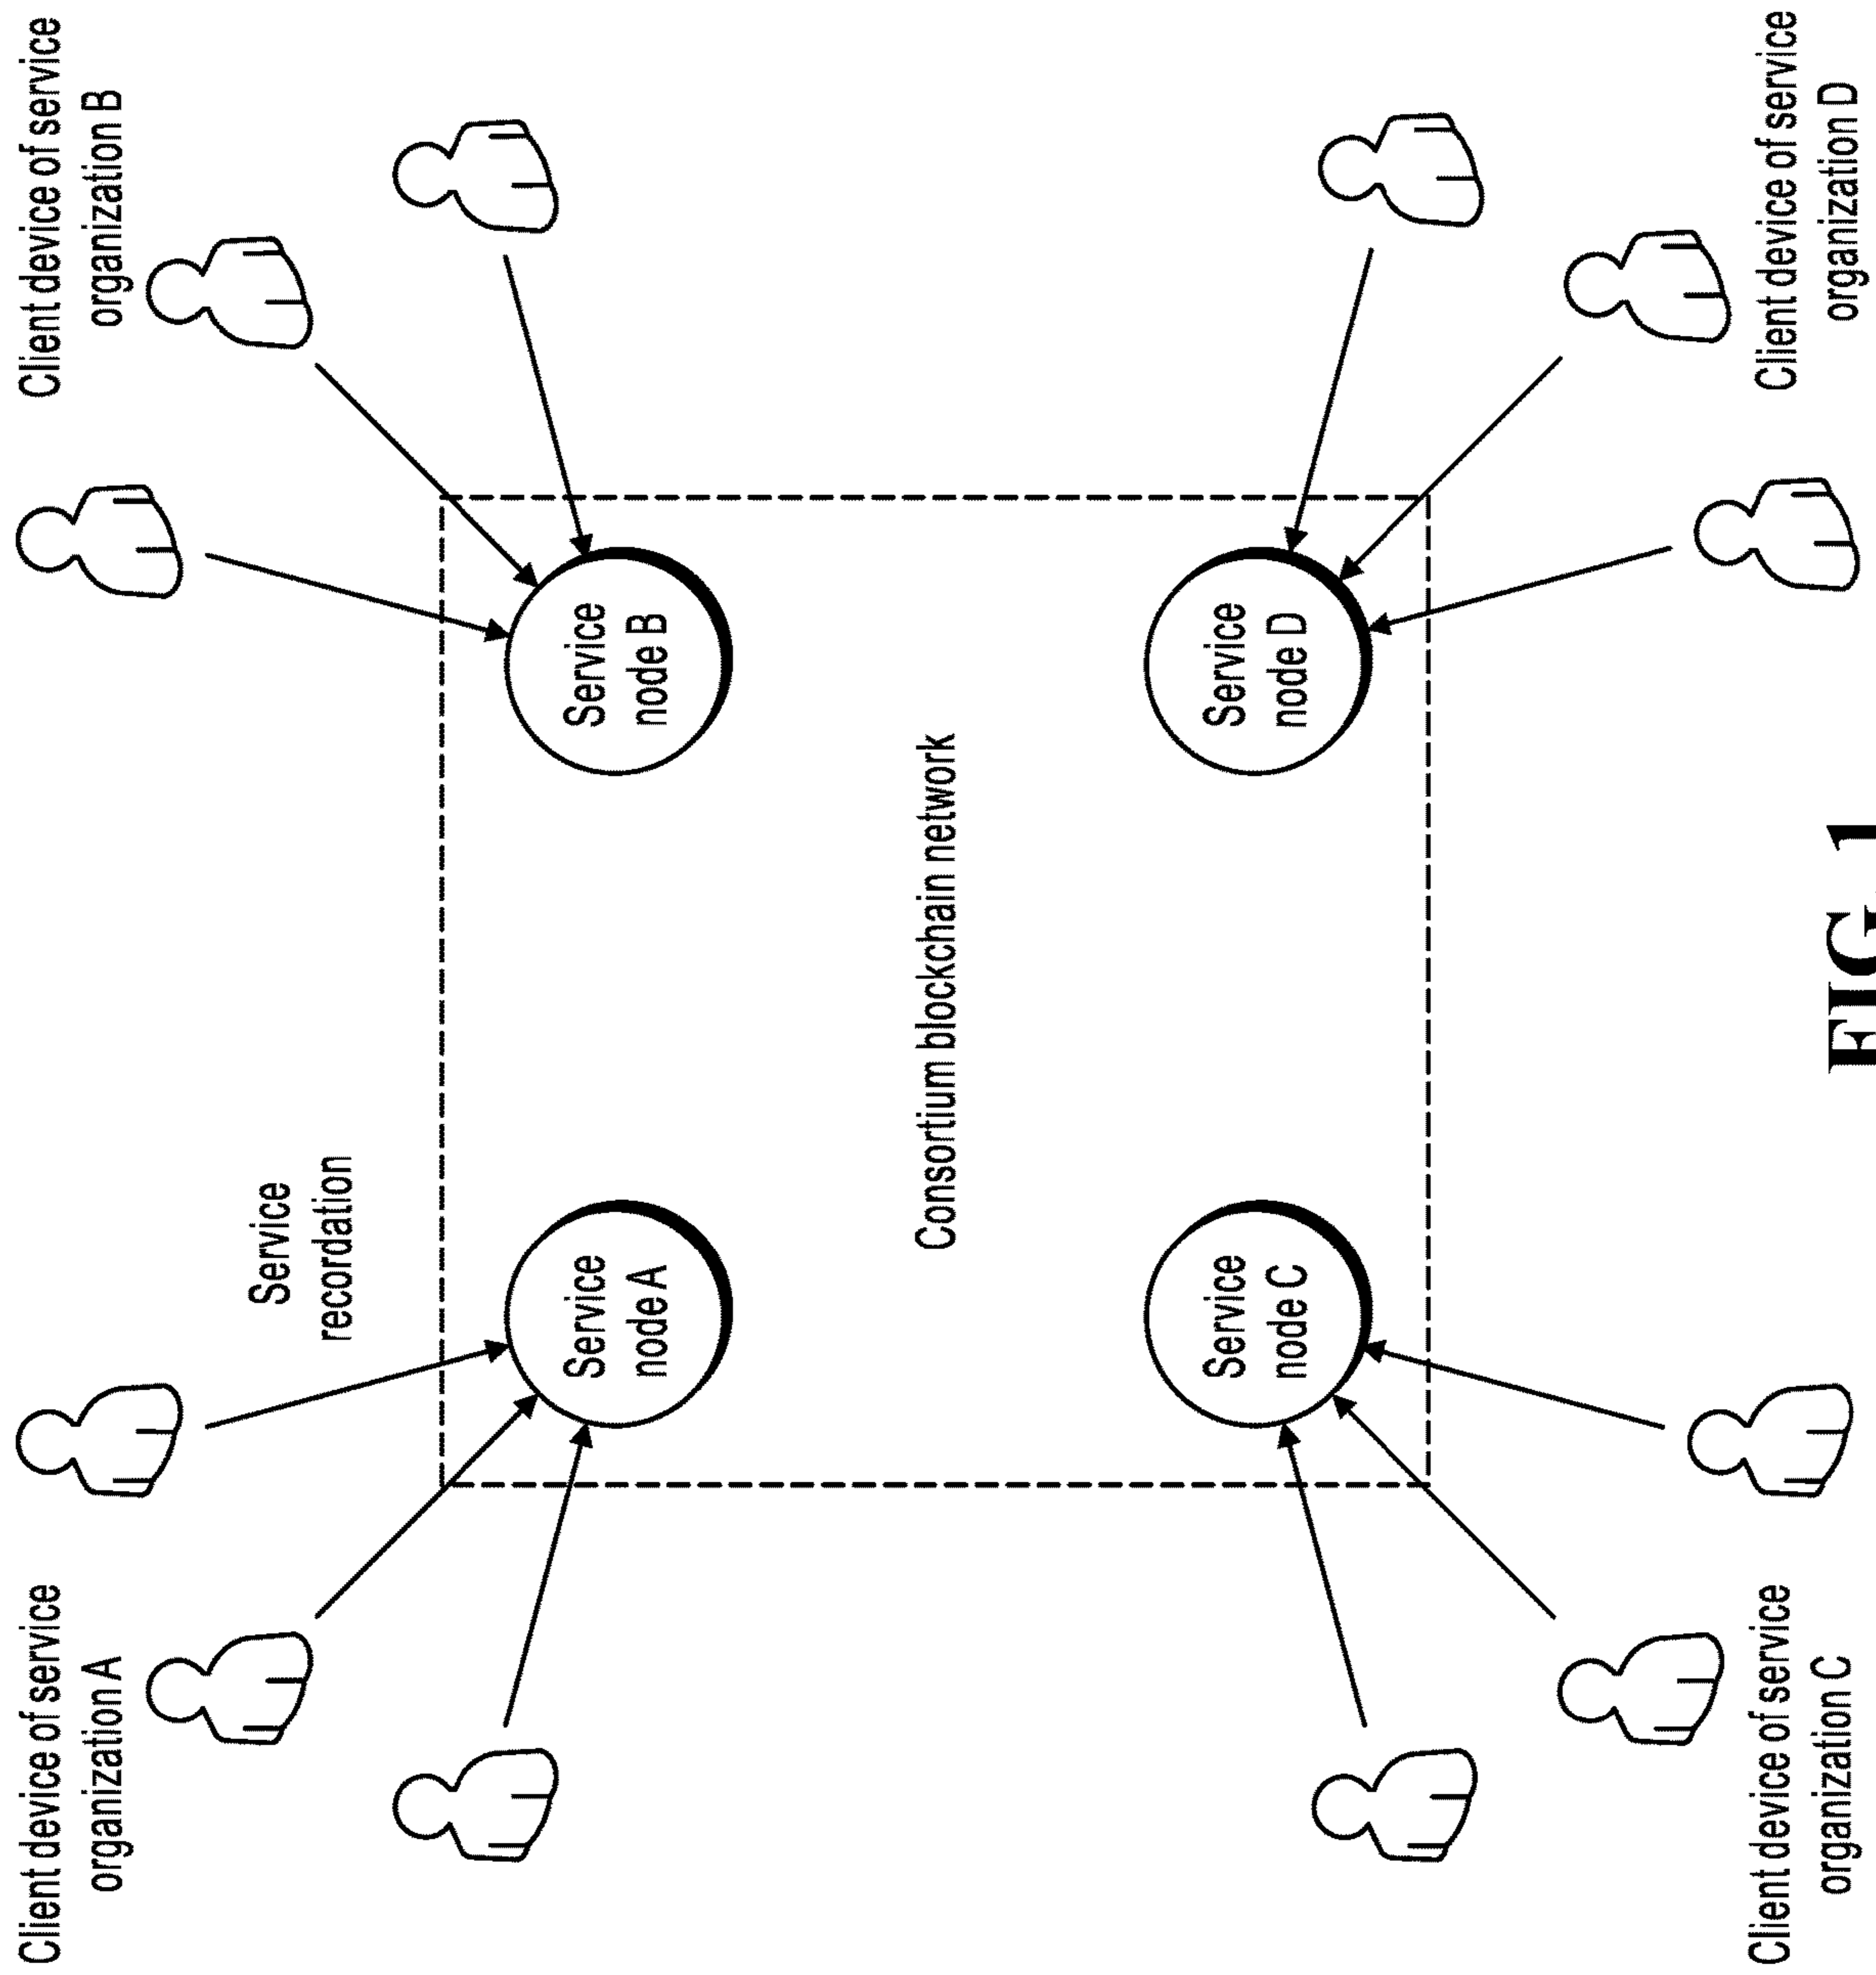 Client device of service
organization A
Client device of service
organization B
Service
recordation
Service
node A
Service
node B
Consortium blockchain network
Service
node C
Service
node D
Client device of service
organization C
Client device of service
organization D
FIG. 1